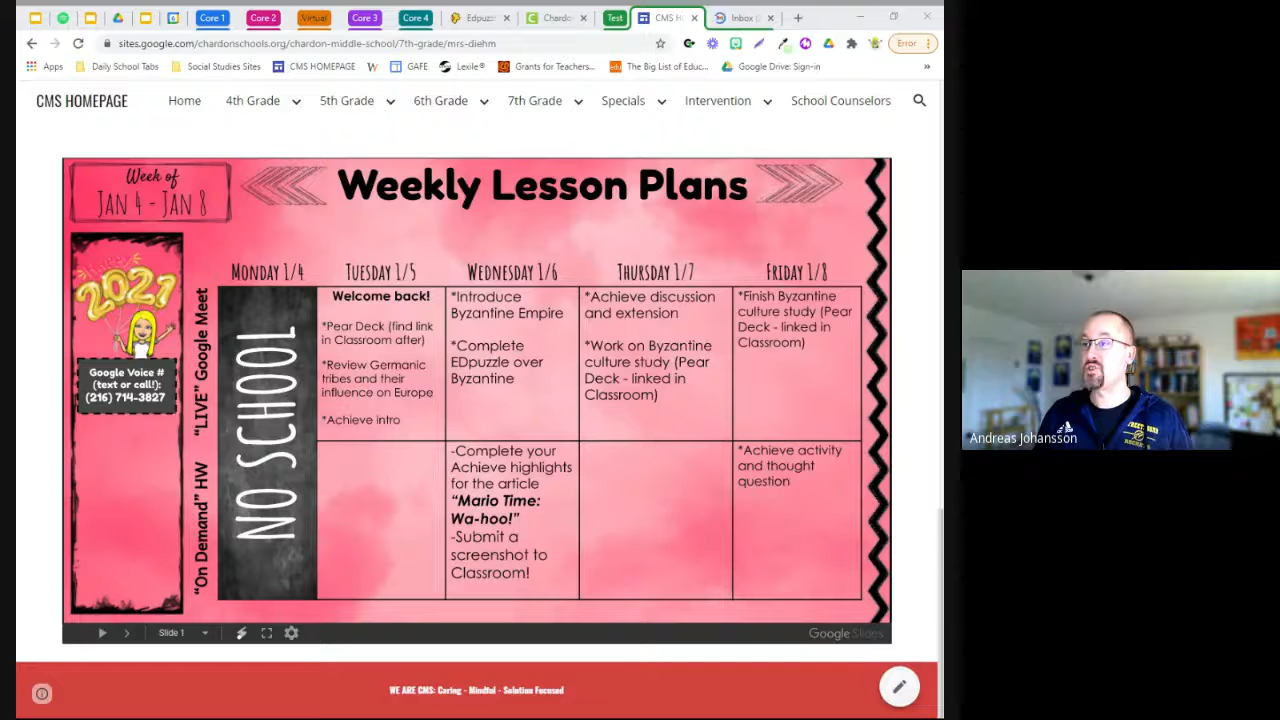 Core 1
Core 2
Virtual
Core 3
Core 4
Edpuzz
Chardo
Test
CMS H
Inbox (
sites.google.com/chardonschools.org/chardon-middle-school/7th-grade/mrs-diehm
Error
Apps
Daily School Tabs
Social Studies Sites
CMS HOMEPAGE
W
GAFE
Lexile®
Grants for Teachers...
edu
The Big List of Educ...
Google Drive: Sign-in
CMS HOMEPAGE
Home
4th Grade
5th Grade
6th Grade
7th Grade
Specials
Intervention
School Counselors
Week of
JAN 4 - JAN 8
Weekly Lesson Plans
2021
Google Voice #
(text or call!):
(216) 714-3827
"LIVE" Google Meet
"On Demand" HW
MONDAY 1/4
TUESDAY 1/5
WEDNESDAY 1/6
THURSDAY 1/7
FRIDAY 1/8
NO SCHOOL
Welcome back!
*Pear Deck (find link
in Classroom after)
*Review Germanic
tribes and their
influence on Europe
*Achieve intro
*Introduce
Byzantine Empire
*Complete
EDpuzzle over
Byzantine
*Achieve discussion
and extension
*Work on Byzantine
culture study (Pear
Deck - linked in
Classroom)
*Finish Byzantine
culture study (Pear
Deck - linked in
Classroom)
-Complete your
Achieve highlights
for the article
"Mario Time:
Wa-hoo!"
-Submit a
screenshot to
Classroom!
*Achieve activity
and thought
question
Slide 1
Google Slides
WE ARE CMS: Caring - Mindful - Solution Focused
Andreas Johansson